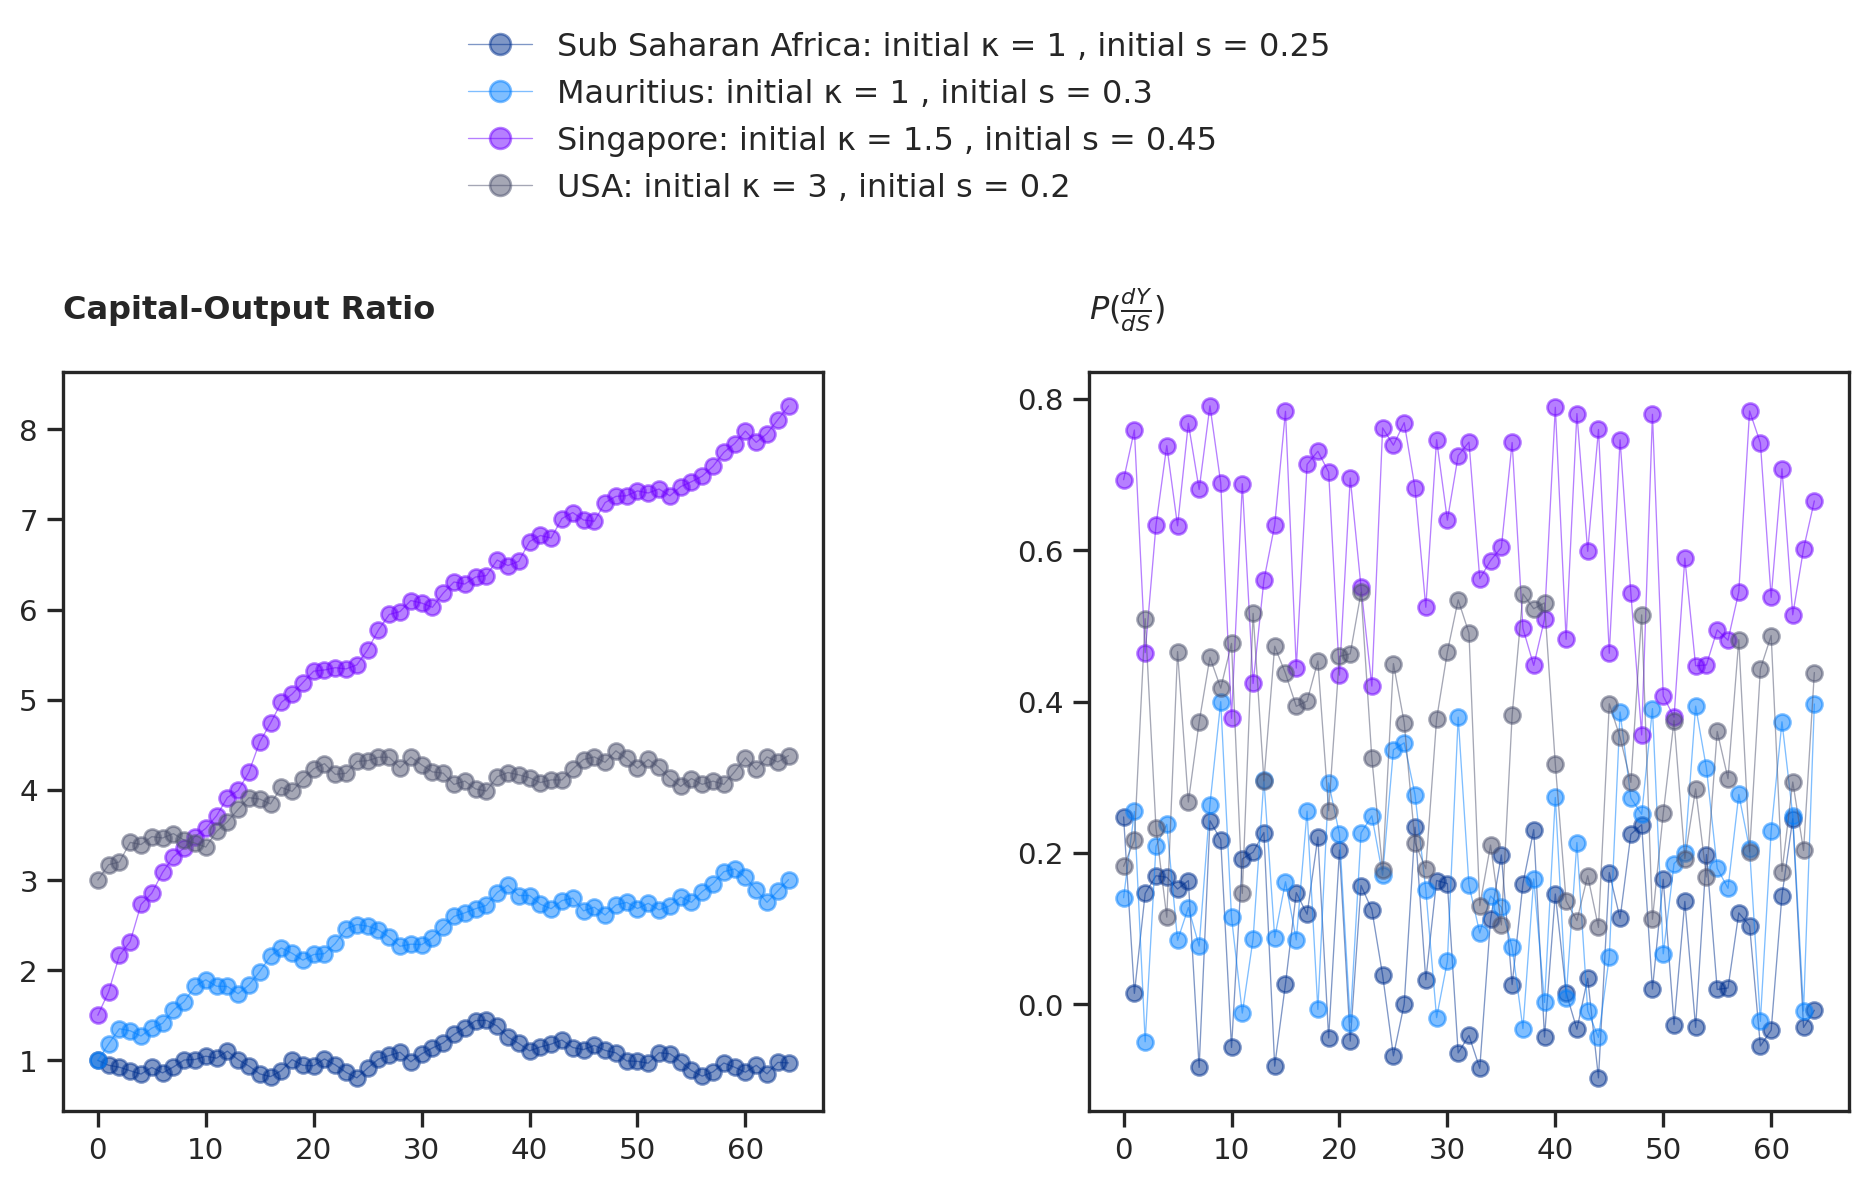 Sub Saharan Africa: initial κ = 1 , initial s = 0.25
Mauritius: initial κ = 1 , initial s = 0.3
Singapore: initial κ = 1.5 , initial s = 0.45
USA: initial κ = 3 , initial s = 0.2
Capital-Output Ratio
8
7
6
5
4
3
2
1
0 10 20 30 40 50 60
P(dY/dS)
0.8
0.6
0.4
0.2
0.0
0 10 20 30 40 50 60